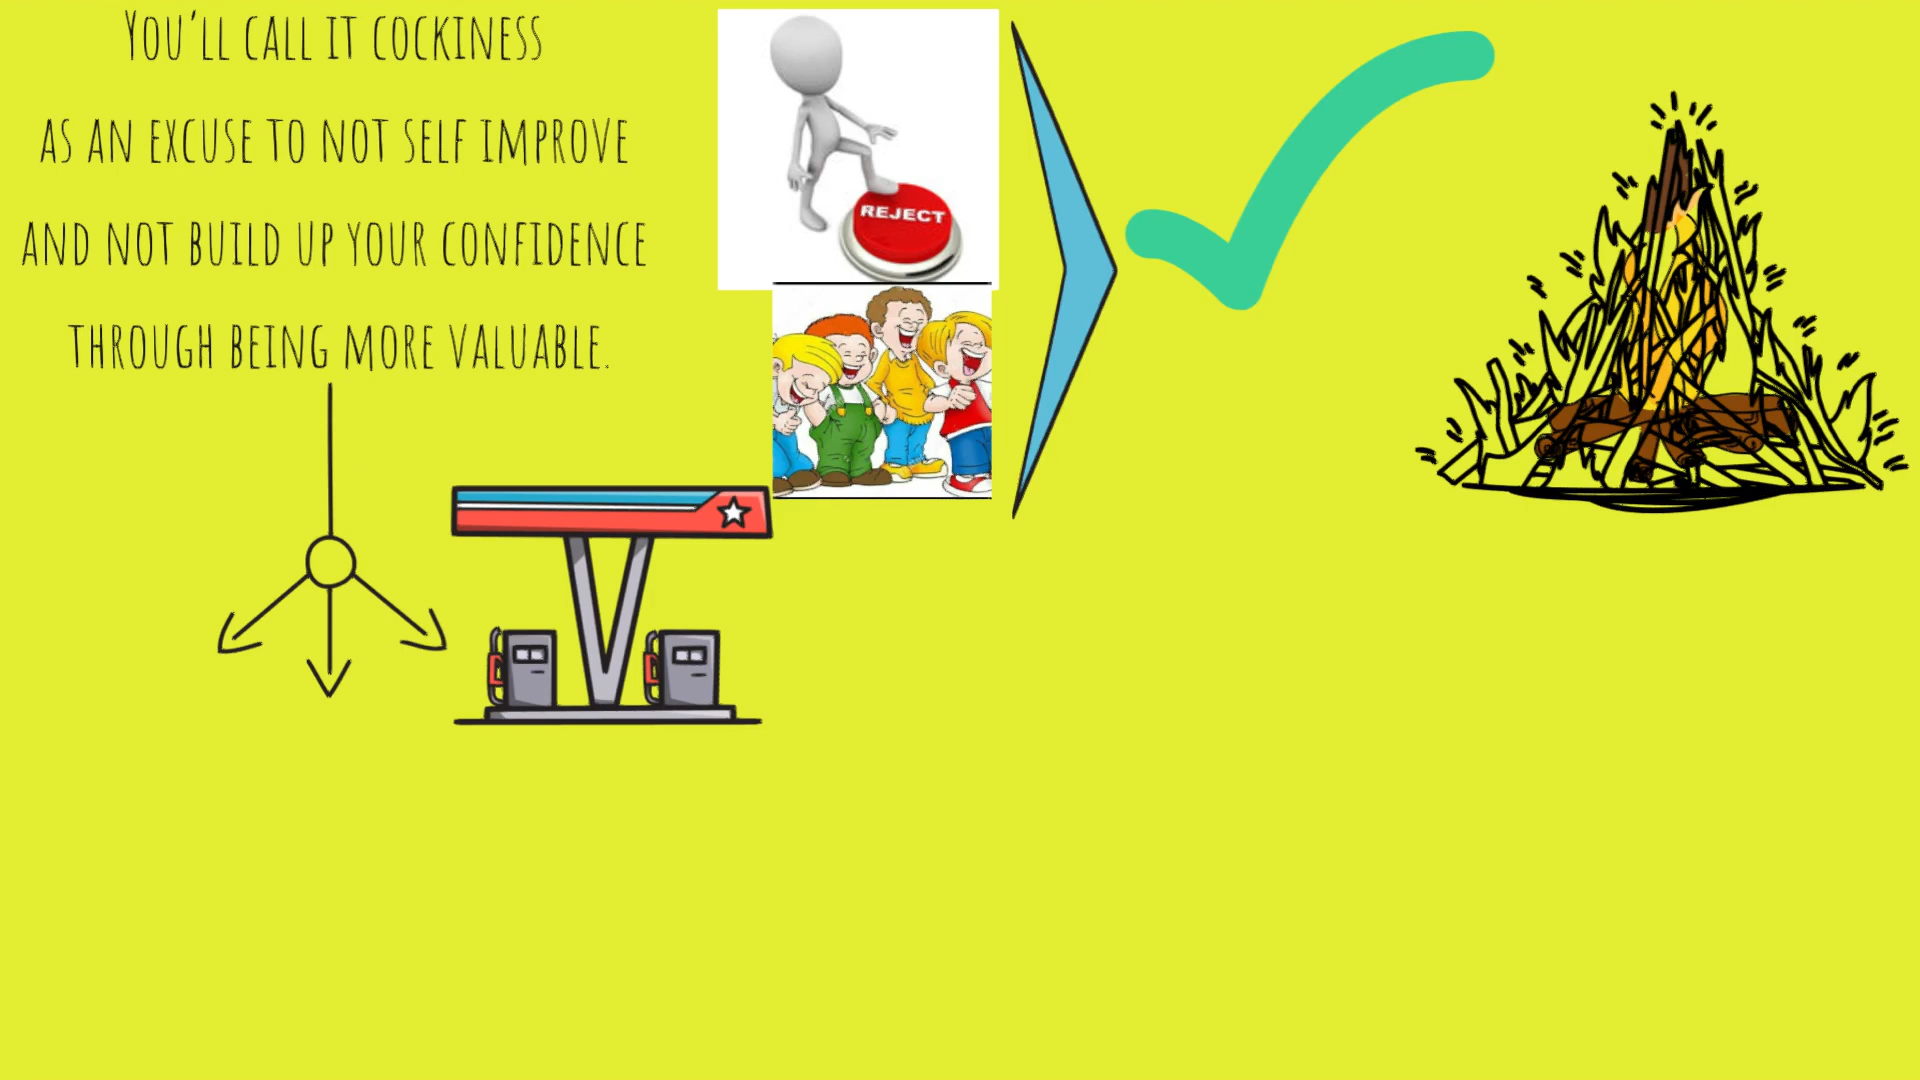 YOU'LL CALL IT COCKINESS
AS AN EXCUSE TO NOT SELF IMPROVE
AND NOT BUILD UP YOUR CONFIDENCE
THROUGH BEING MORE VALUABLE.
REJECT